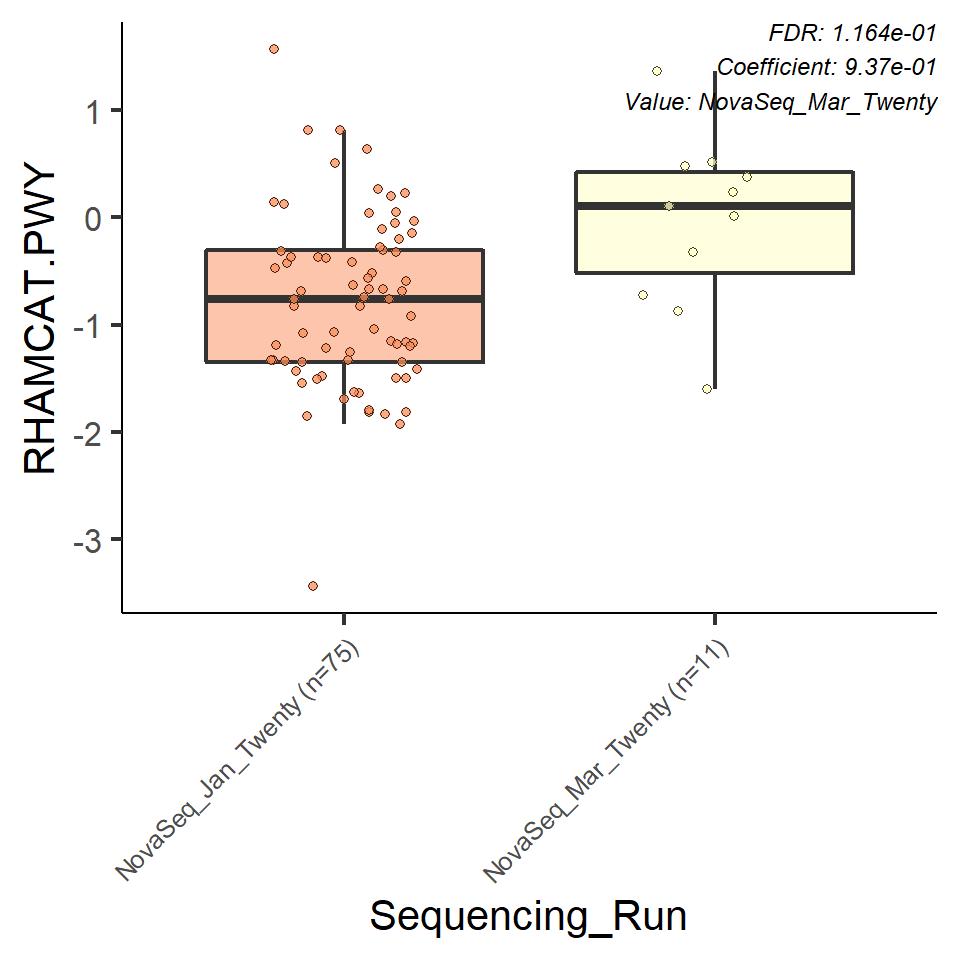 FDR: 1.164e-01
Coefficient: 9.37e-01
Value: NovaSeq_Mar_Twenty
RHAMCAT.PWY
1
0
-1
-2
-3
NovaSeq_Jan_Twenty (n=75)
NovaSeq_Mar_Twenty (n=11)
Sequencing_Run